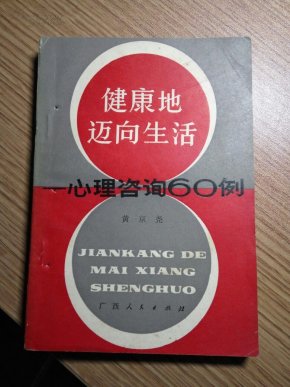 健康地
迈向生活
心理咨询60例
黄京尧
JIANKANG DE
MAI XIANG
SHENGHUO
广西人民出版社